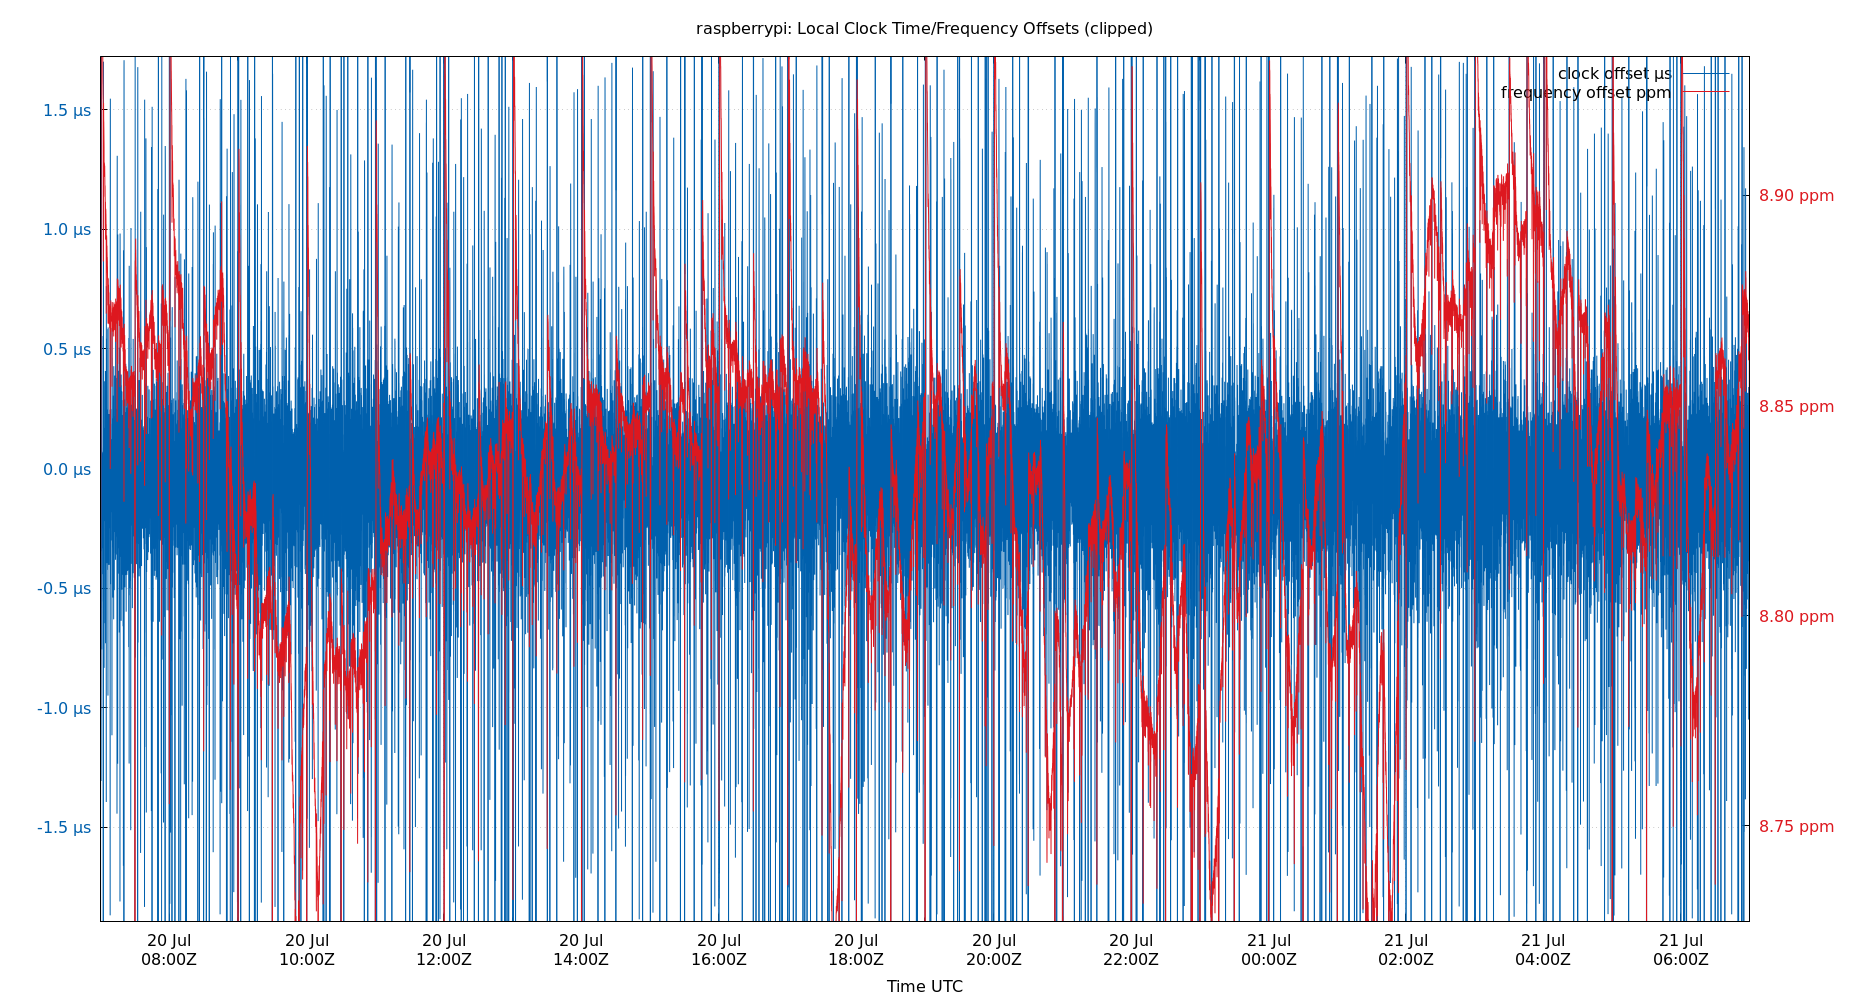 raspberrypi: Local Clock Time/Frequency Offsets (clipped)
clock offset µs
frequency offset ppm
1.5 µs
1.0 µs
0.5 µs
0.0 µs
-0.5 µs
-1.0 µs
-1.5 µs
8.90 ppm
8.85 ppm
8.80 ppm
8.75 ppm
20 Jul 20 Jul 20 Jul 20 Jul 20 Jul 20 Jul 20 Jul 20 Jul 21 Jul 21 Jul 21 Jul 21 Jul
08:00Z 10:00Z 12:00Z 14:00Z 16:00Z 18:00Z 20:00Z 22:00Z 00:00Z 02:00Z 04:00Z 06:00Z
Time UTC